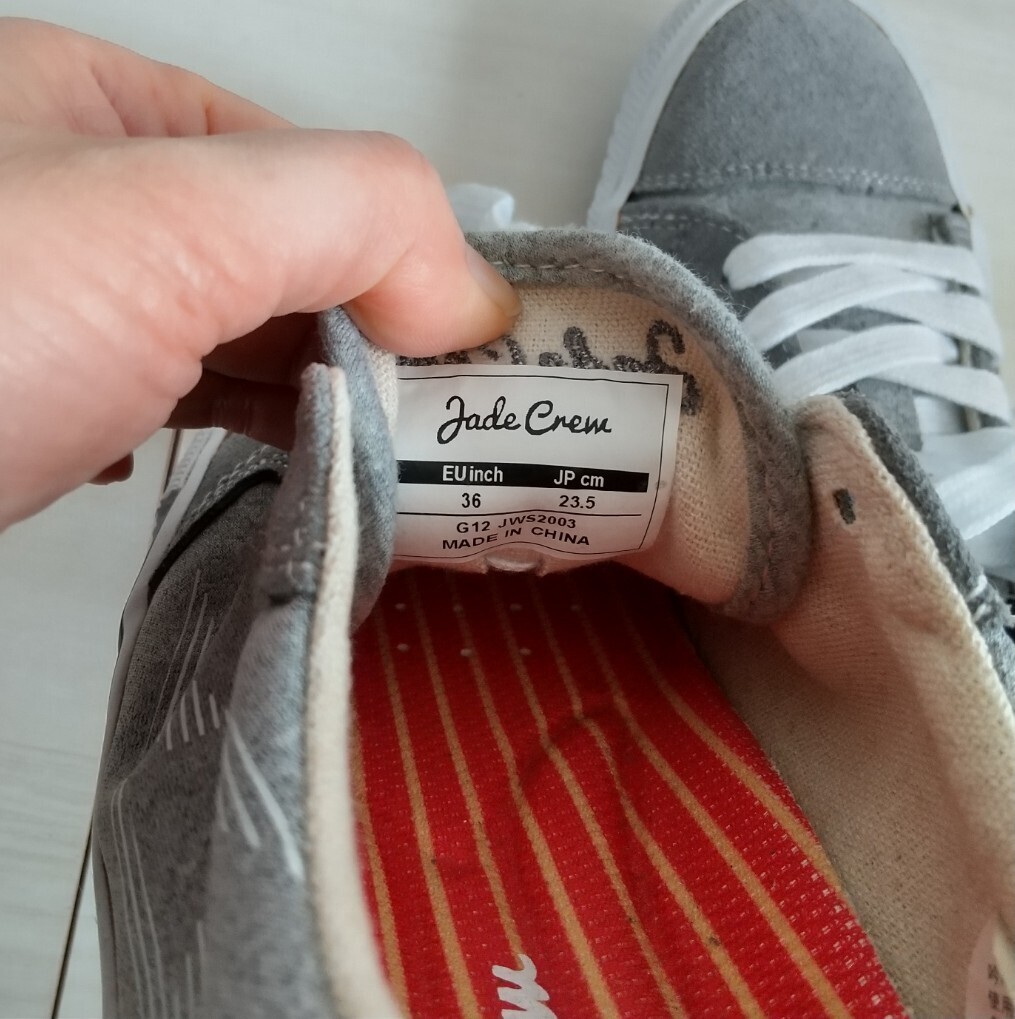 Jade Crew
EU inch JP cm
36 23.5
G12 JWS2003
MADE IN CHINA